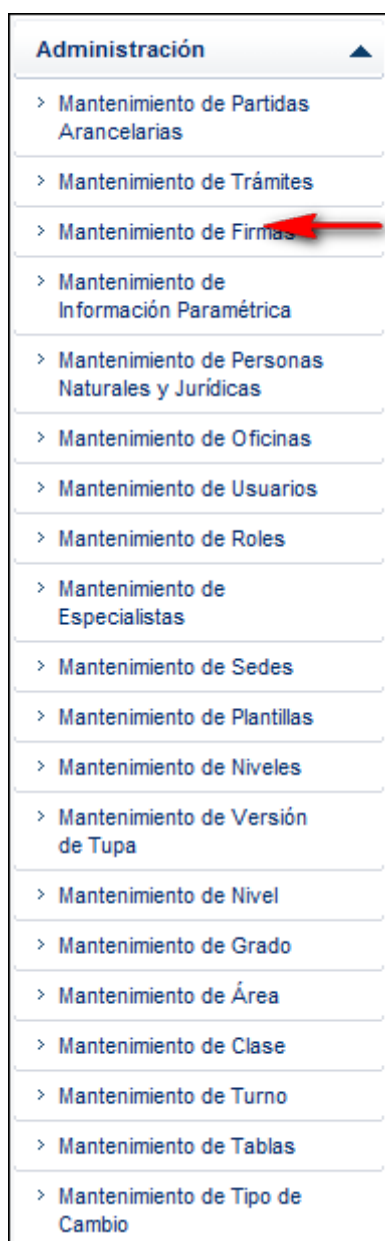 Administración
Mantenimiento de Partidas
Arancelarias
Mantenimiento de Trámites
Mantenimiento de Firmas
Mantenimiento de
Información Paramétrica
Mantenimiento de Personas
Naturales y Jurídicas
Mantenimiento de Oficinas
Mantenimiento de Usuarios
Mantenimiento de Roles
Mantenimiento de
Especialistas
Mantenimiento de Sedes
Mantenimiento de Plantillas
Mantenimiento de Niveles
Mantenimiento de Versión
de Tupa
Mantenimiento de Nivel
Mantenimiento de Grado
Mantenimiento de Área
Mantenimiento de Clase
Mantenimiento de Turno
Mantenimiento de Tablas
Mantenimiento de Tipo de
Cambio